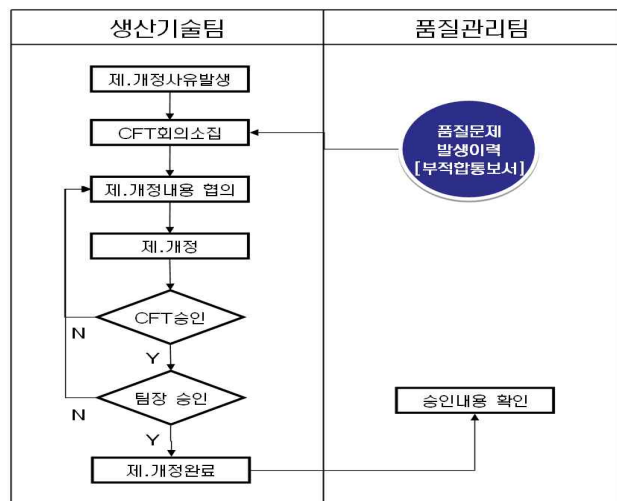 생산기술팀
품질관리팀
제.개정사유발생
CFT회의소집
품질문제
발생이력
[부적합통보서]
제.개정내용 협의
제.개정
CFT승인
N
Y
팀장 승인
N
승인내용 확인
Y
제.개정완료